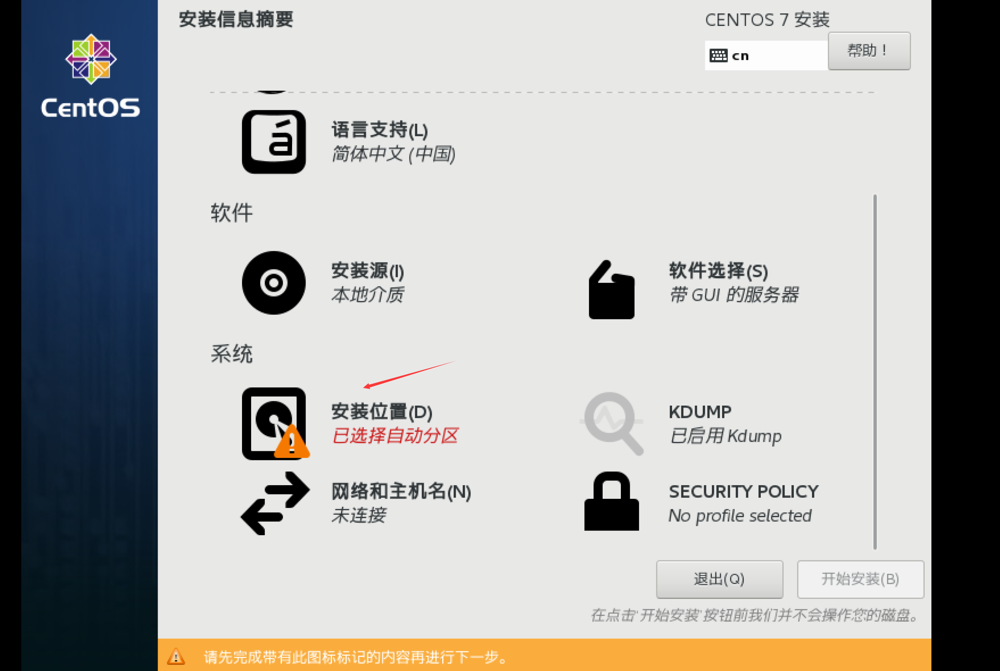 CentOS
安装信息摘要
CENTOS 7 安装
cn
帮助！
语言支持(L)
简体中文 (中国)
软件
安装源(I)
本地介质
软件选择(S)
带 GUI 的服务器
系统
安装位置(D)
已选择自动分区
KDUMP
已启用 Kdump
网络和主机名(N)
未连接
SECURITY POLICY
No profile selected
退出(Q)
开始安装(B)
在点击'开始安装'按钮前我们并不会操作您的磁盘。
请先完成带有此图标标记的内容再进行下一步。